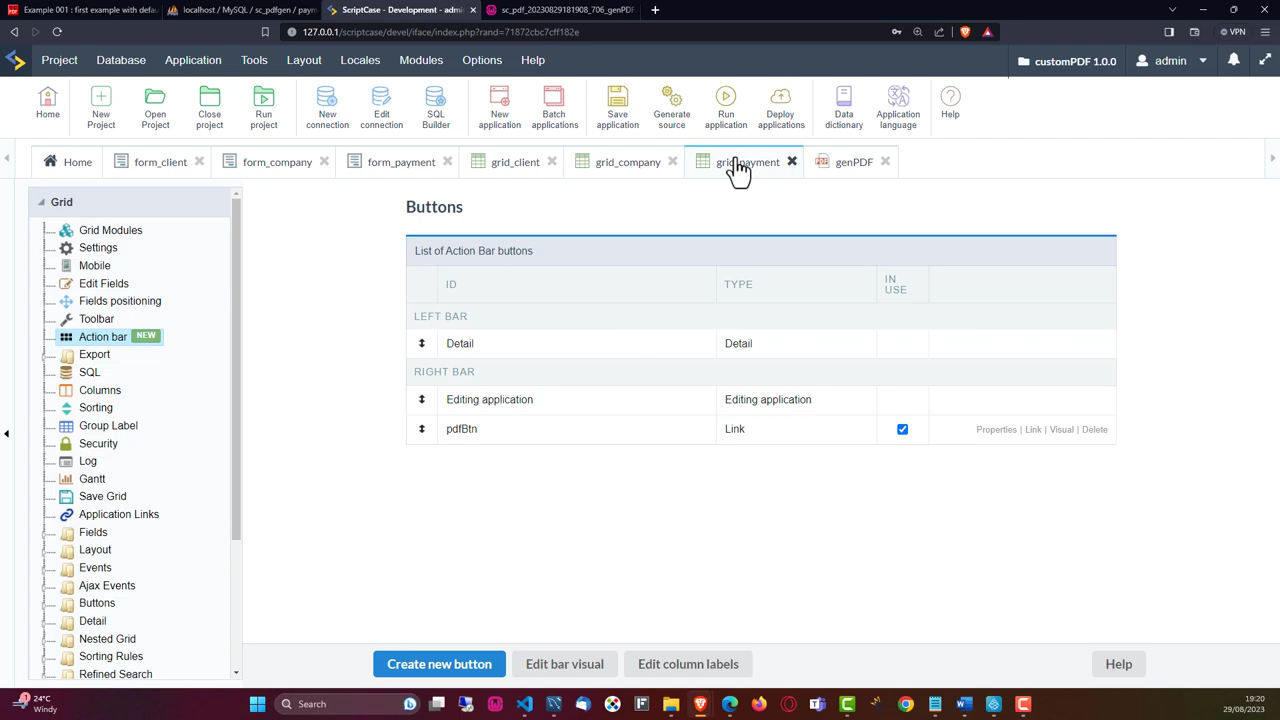 Example 001 : first example with defau
localhost / MySQL / sc_pdfgen / paym
ScriptCase - Development - admi
sc_pdf_20230829181908_706_genPDF.
127.0.0.1/scriptcase/devel/iface/index.php?rand=71872cbc7cff182e
VPN
Project Database Application Tools Layout Locales Modules Options Help
customPDF 1.0.0
admin
Home
New Project
Open Project
Close project
Run project
New connection
Edit connection
SQL Builder
New application
Batch applications
Save application
Generate source
Run application
Deploy applications
Data dictionary
Application language
Help
Home
form_client
form_company
form_payment
grid_client
grid_company
grid_payment
genPDF
Grid
Grid Modules
Settings
Mobile
Edit Fields
Fields positioning
Toolbar
Action bar NEW
Export
SQL
Columns
Sorting
Group Label
Security
Log
Gantt
Save Grid
Application Links
Fields
Layout
Events
Ajax Events
Buttons
Detail
Nested Grid
Sorting Rules
Refined Search
Buttons
List of Action Bar buttons
ID TYPE IN USE
LEFT BAR
Detail Detail
RIGHT BAR
Editing application Editing application
pdfBtn Link Properties | Link | Visual | Delete
Create new button
Edit bar visual
Edit column labels
Help
1
24°C
Windy
Search
19:20
29/08/2023